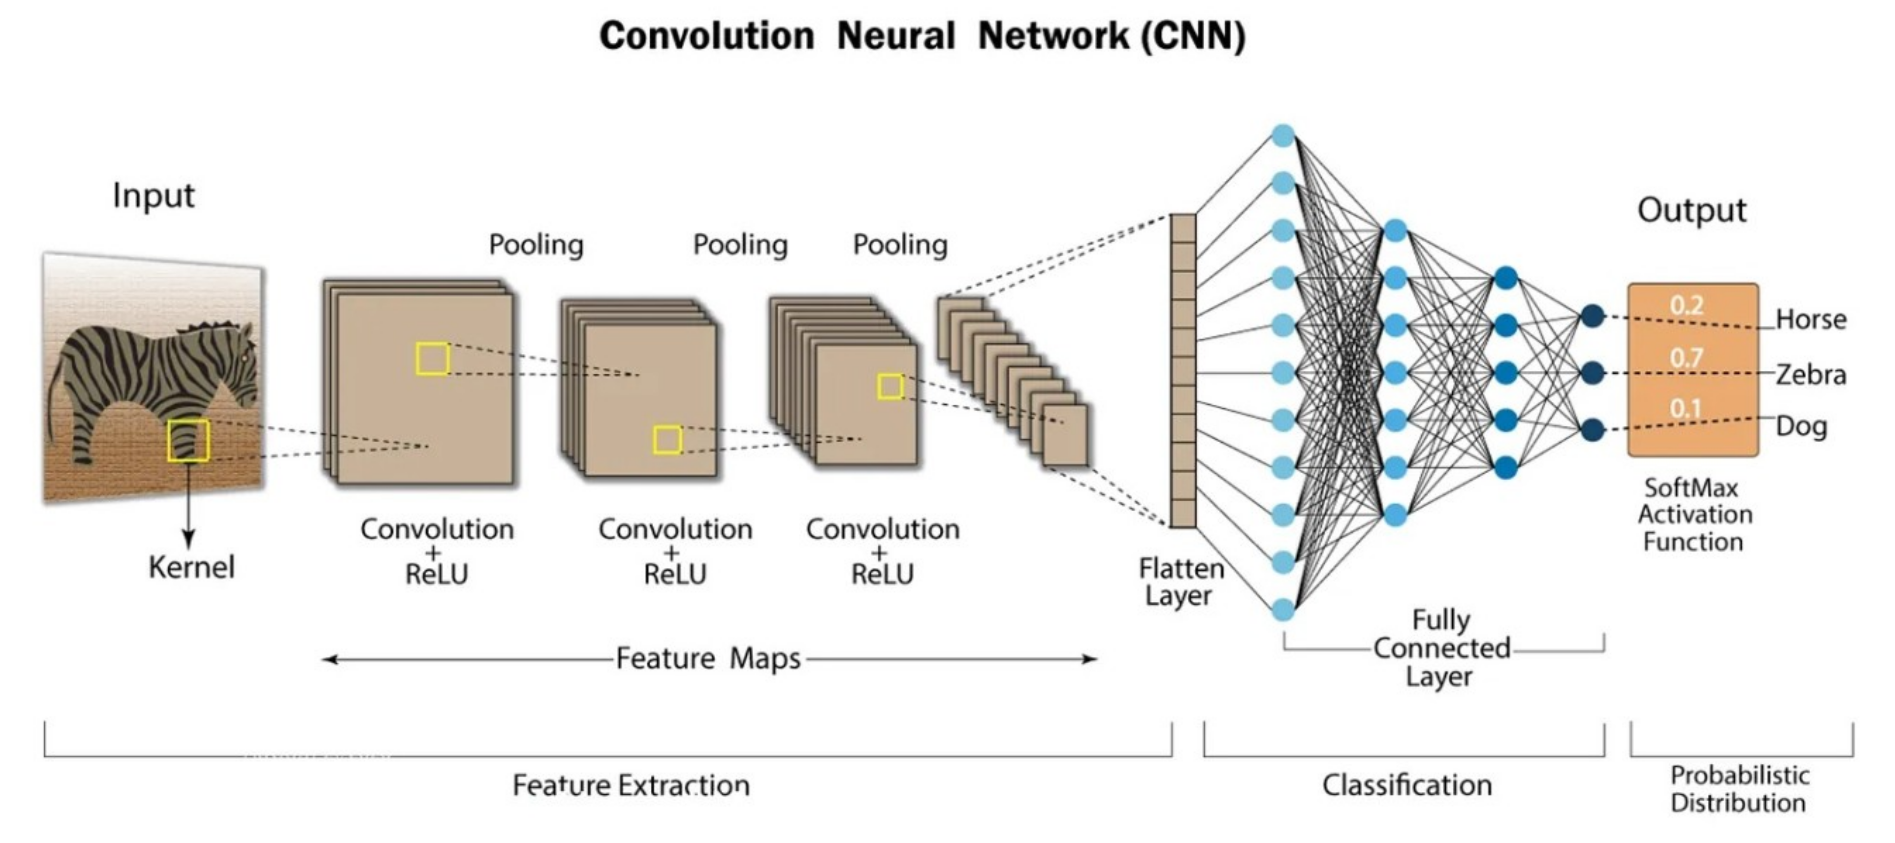 Convolution Neural Network (CNN)
Input
Kernel
Pooling
Pooling
Pooling
Convolution
+
ReLU
Convolution
+
ReLU
Convolution
+
ReLU
Feature Maps
Flatten
Layer
Fully
Connected
Layer
Output
0.2
Horse
0.7
Zebra
0.1
Dog
SoftMax
Activation
Function
Feature Extraction
Classification
Probabilistic
Distribution